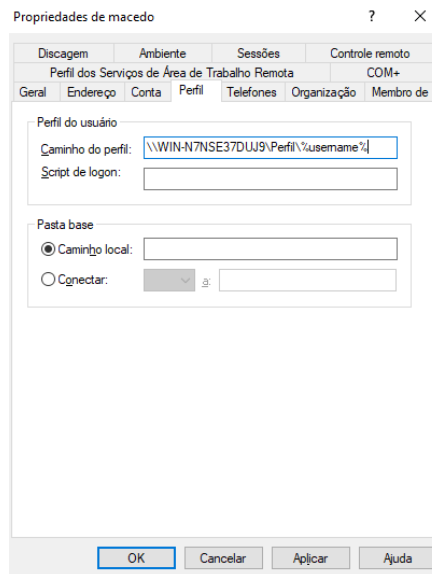 Propriedades de macedo
Discagem Ambiente Sessões Controle remoto
Perfil dos Serviços de Área de Trabalho Remota COM+
Geral Endereço Conta Perfil Telefones Organização Membro de
Perfil do usuário
Caminho do perfil: \\WIN-N7NSE37DUJ9\Perfil\%username%
Script de logon:
Pasta base
Caminho local:
Conectar: a:
OK Cancelar Aplicar Ajuda